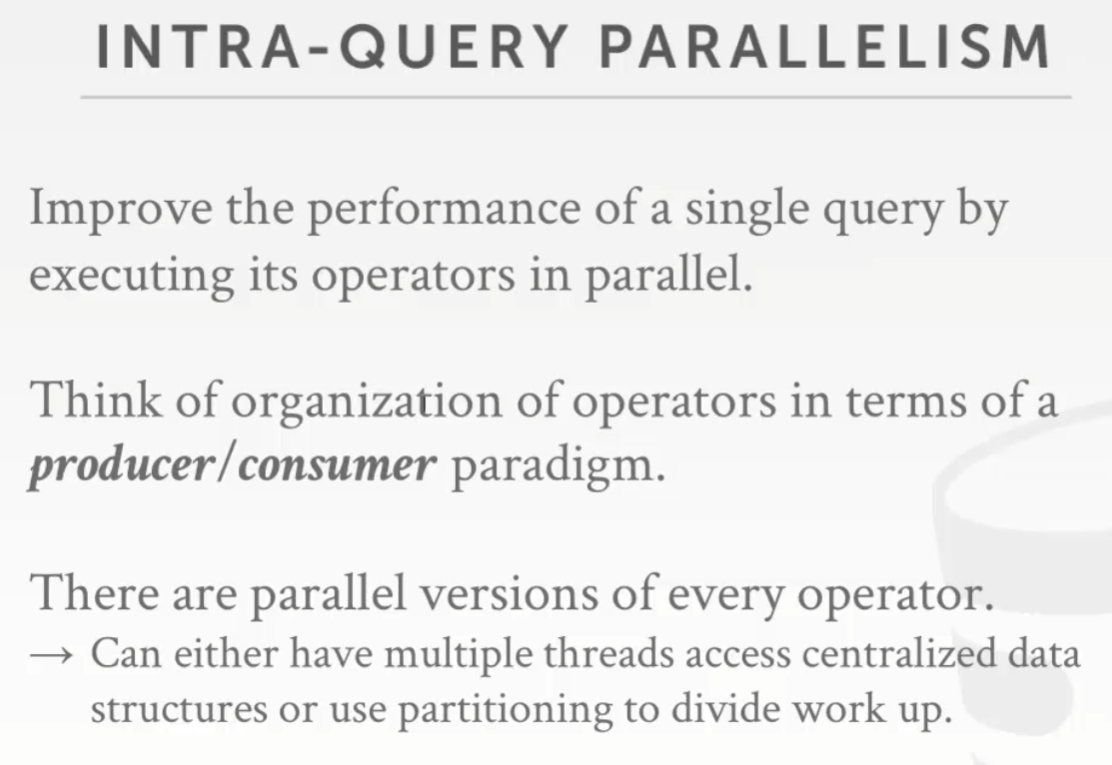 INTRA-QUERY PARALLELISM
Improve the performance of a single query by
executing its operators in parallel.
Think of organization of operators in terms of a
producer/consumer paradigm.
There are parallel versions of every operator.
→ Can either have multiple threads access centralized data
structures or use partitioning to divide work up.